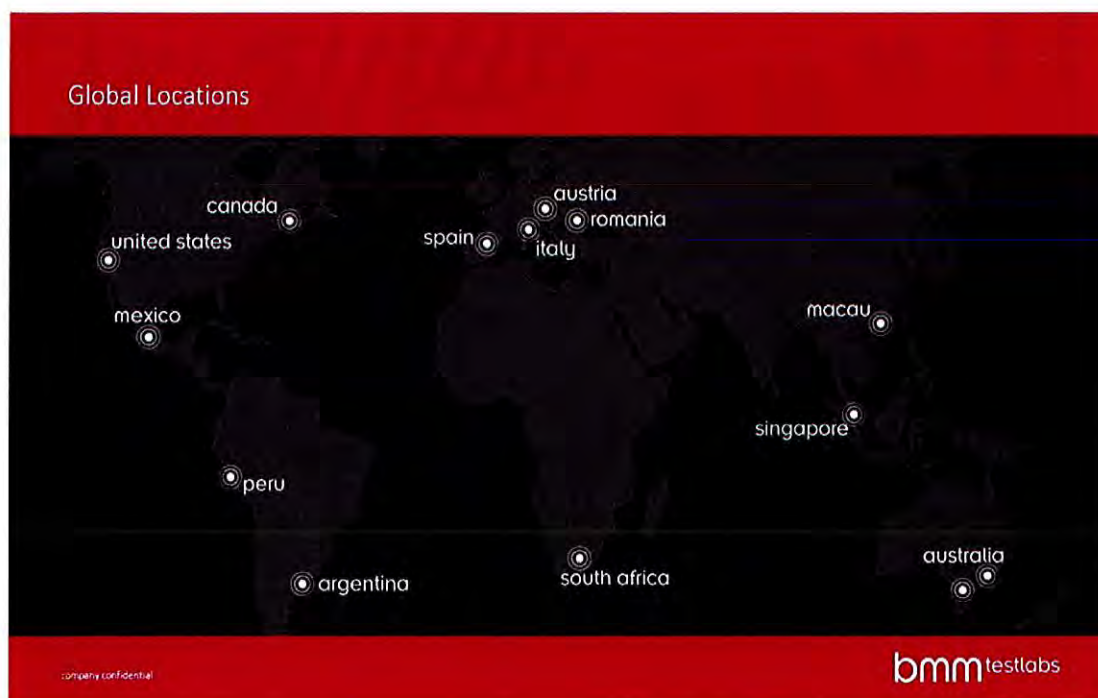 Global Locations
austria
canada
romania
united states
spain
italy
mexico
macau
singapore
peru
australia
south africa
argentina
company confidential
bmm testlabs